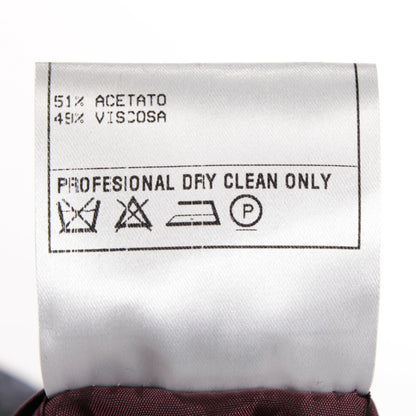 51% ACETATO
49% VISCOSA
PROFESIONAL DRY CLEAN ONLY
P